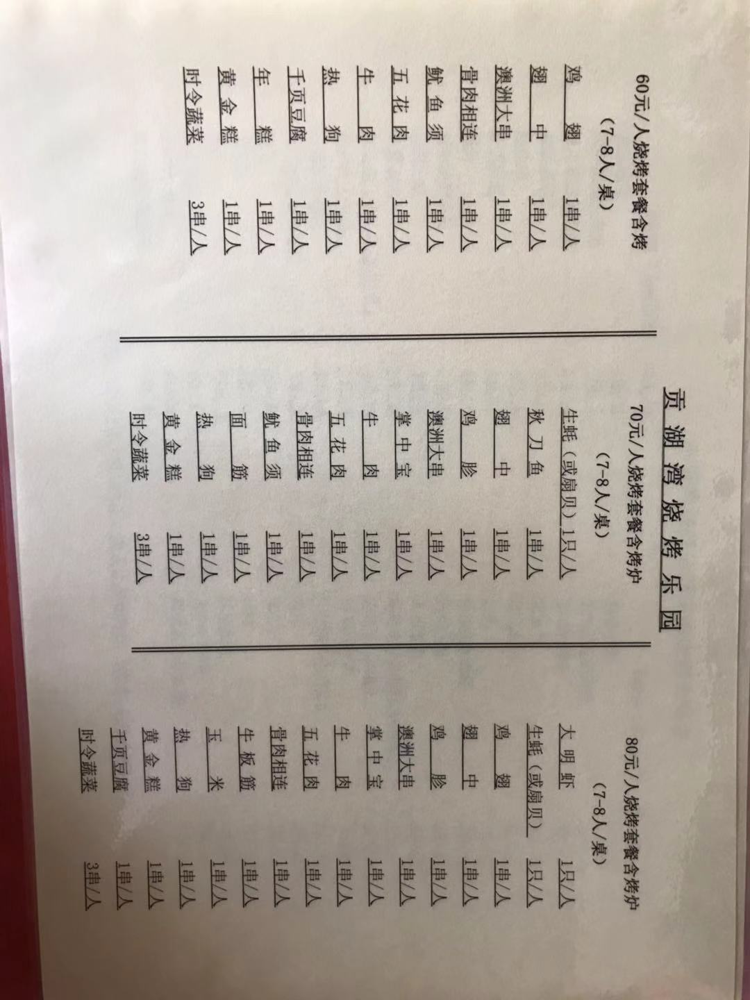 贡湖湾烧烤乐园
60元/人烧烤套餐含烤
(7-8人/桌)
鸡翅 1串/人
翅中 1串/人
澳洲大串 1串/人
骨肉相连 1串/人
鱿鱼须 1串/人
五花肉 1串/人
牛肉 1串/人
热狗 1串/人
千页豆腐 1串/人
年糕 1串/人
黄金糕 1串/人
时令蔬菜 3串/人
70元/人烧烤套餐含烤炉
(7-8人/桌)
生蚝(或扇贝) 1只/人
秋刀鱼 1串/人
翅中 1串/人
鸡胗 1串/人
澳洲大串 1串/人
掌中宝 1串/人
牛肉 1串/人
五花肉 1串/人
骨肉相连 1串/人
鱿鱼须 1串/人
面筋 1串/人
热狗 1串/人
黄金糕 1串/人
时令蔬菜 3串/人
80元/人烧烤套餐含烤炉
(7-8人/桌)
大明虾 1只/人
生蚝(或扇贝) 1只/人
鸡翅 1串/人
翅中 1串/人
鸡胗 1串/人
澳洲大串 1串/人
掌中宝 1串/人
牛肉 1串/人
五花肉 1串/人
骨肉相连 1串/人
牛板筋 1串/人
玉米 1串/人
热狗 1串/人
黄金糕 1串/人
千页豆腐 1串/人
时令蔬菜 3串/人